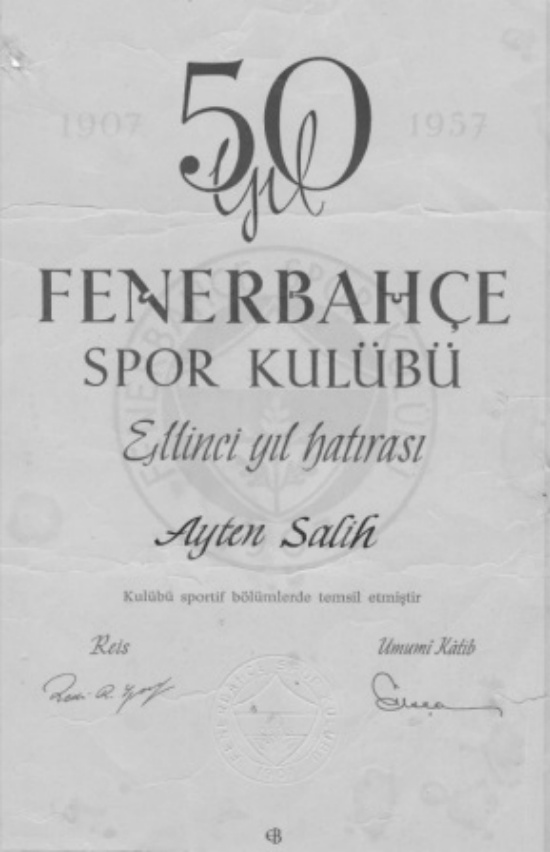 1907 50 1957
Yıl
FENERBAHÇE
SPOR KULÜBÜ
Ellinci yıl hatırası
Ayten Salih
Kulübü sportif bölümlerde temsil etmiştir
Reis Umumî Kâtib